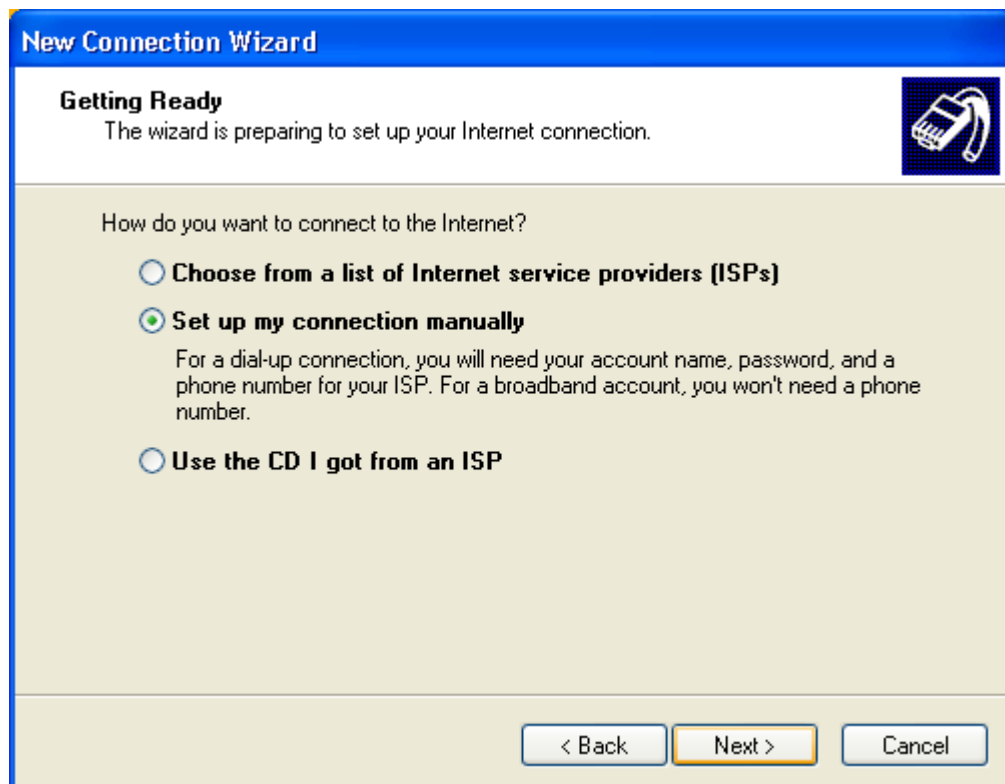 New Connection Wizard
Getting Ready
The wizard is preparing to set up your Internet connection.
How do you want to connect to the Internet?
Choose from a list of Internet service providers (ISPs)
Set up my connection manually
For a dial-up connection, you will need your account name, password, and a
phone number for your ISP. For a broadband account, you won't need a phone
number.
Use the CD I got from an ISP
< Back
Next >
Cancel